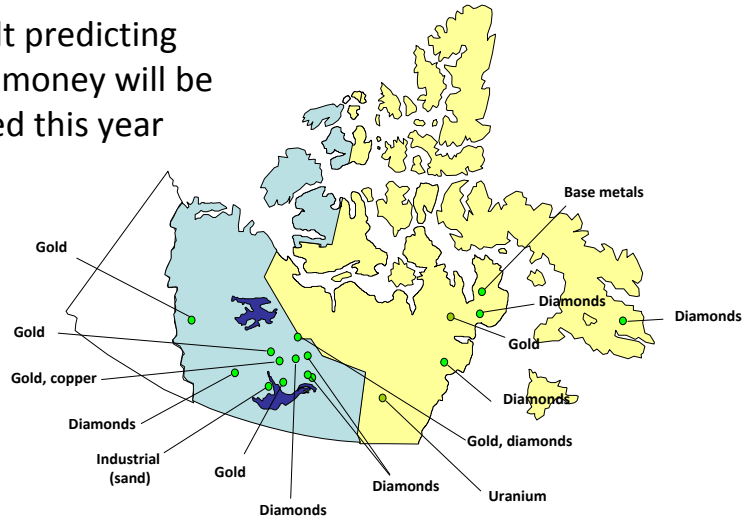 lt predicting
money will be
ed this year
Base metals
Gold
Diamonds
Diamonds
Gold
Gold
Gold, copper
Diamonds
Diamonds
Gold, diamonds
Industrial
(sand)
Gold
Diamonds
Uranium
Diamonds